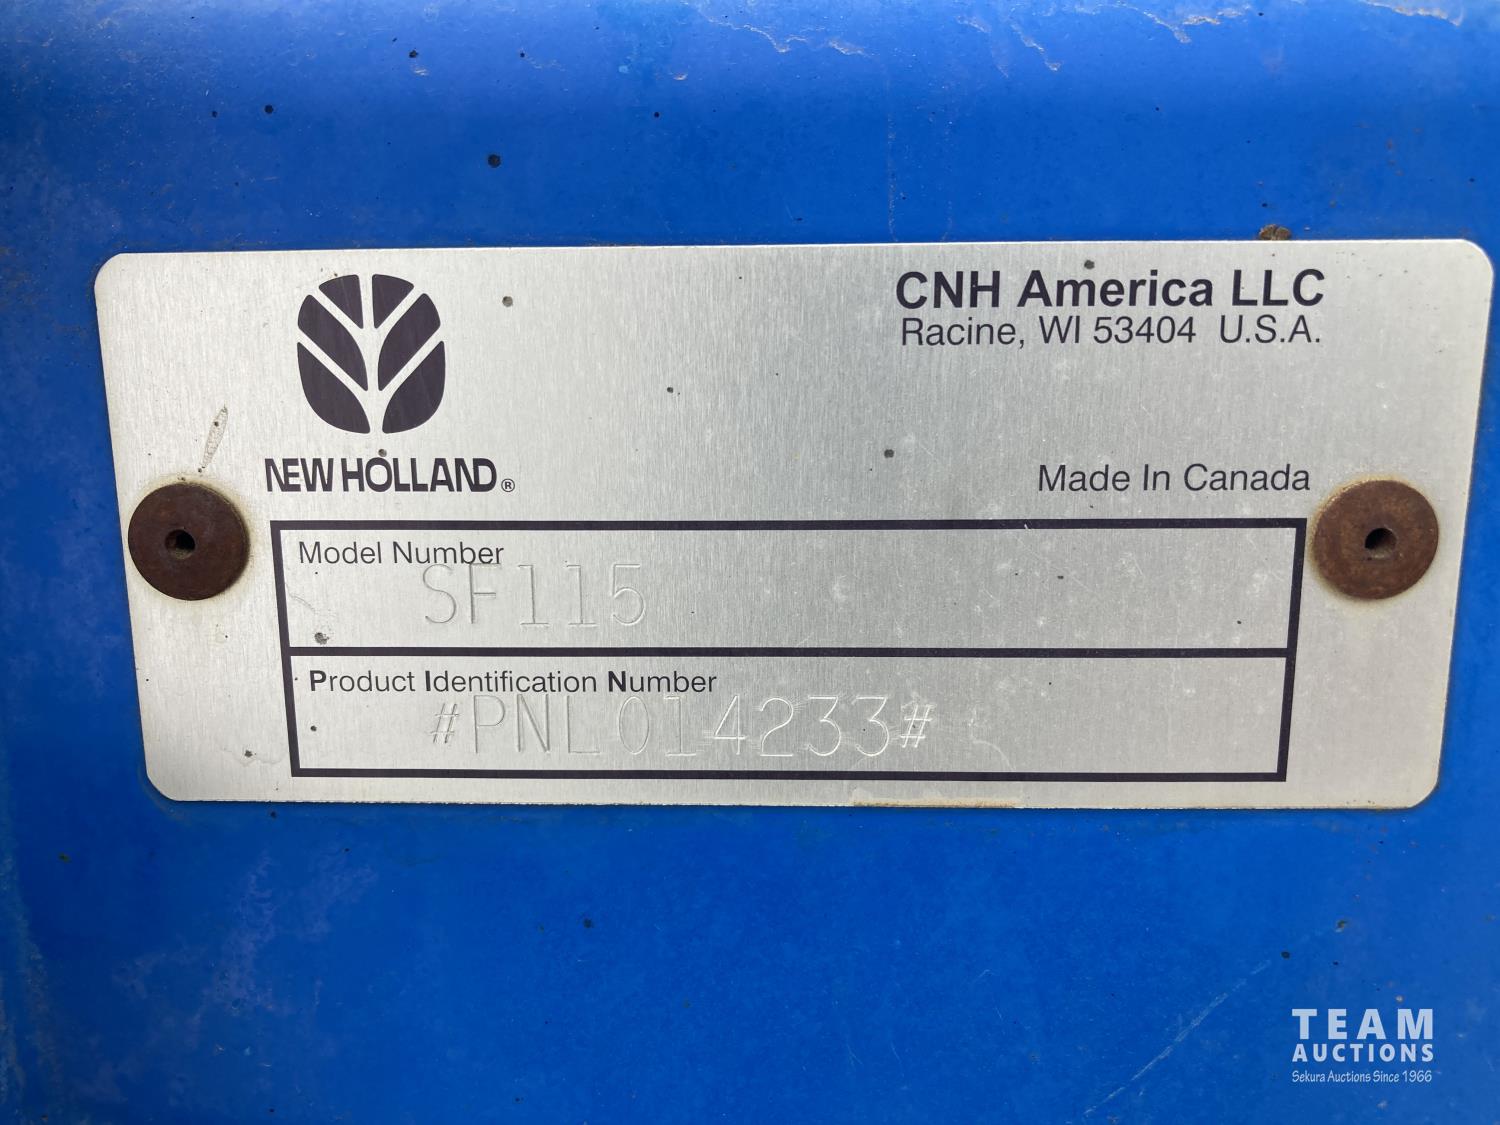 CNH America LLC
Racine, WI 53404 U.S.A.
NEW HOLLAND®
Made In Canada
Model Number
SF115
Product Identification Number
#PNL014233#
TEAM
AUCTIONS
Sekura Auctions Since 1966